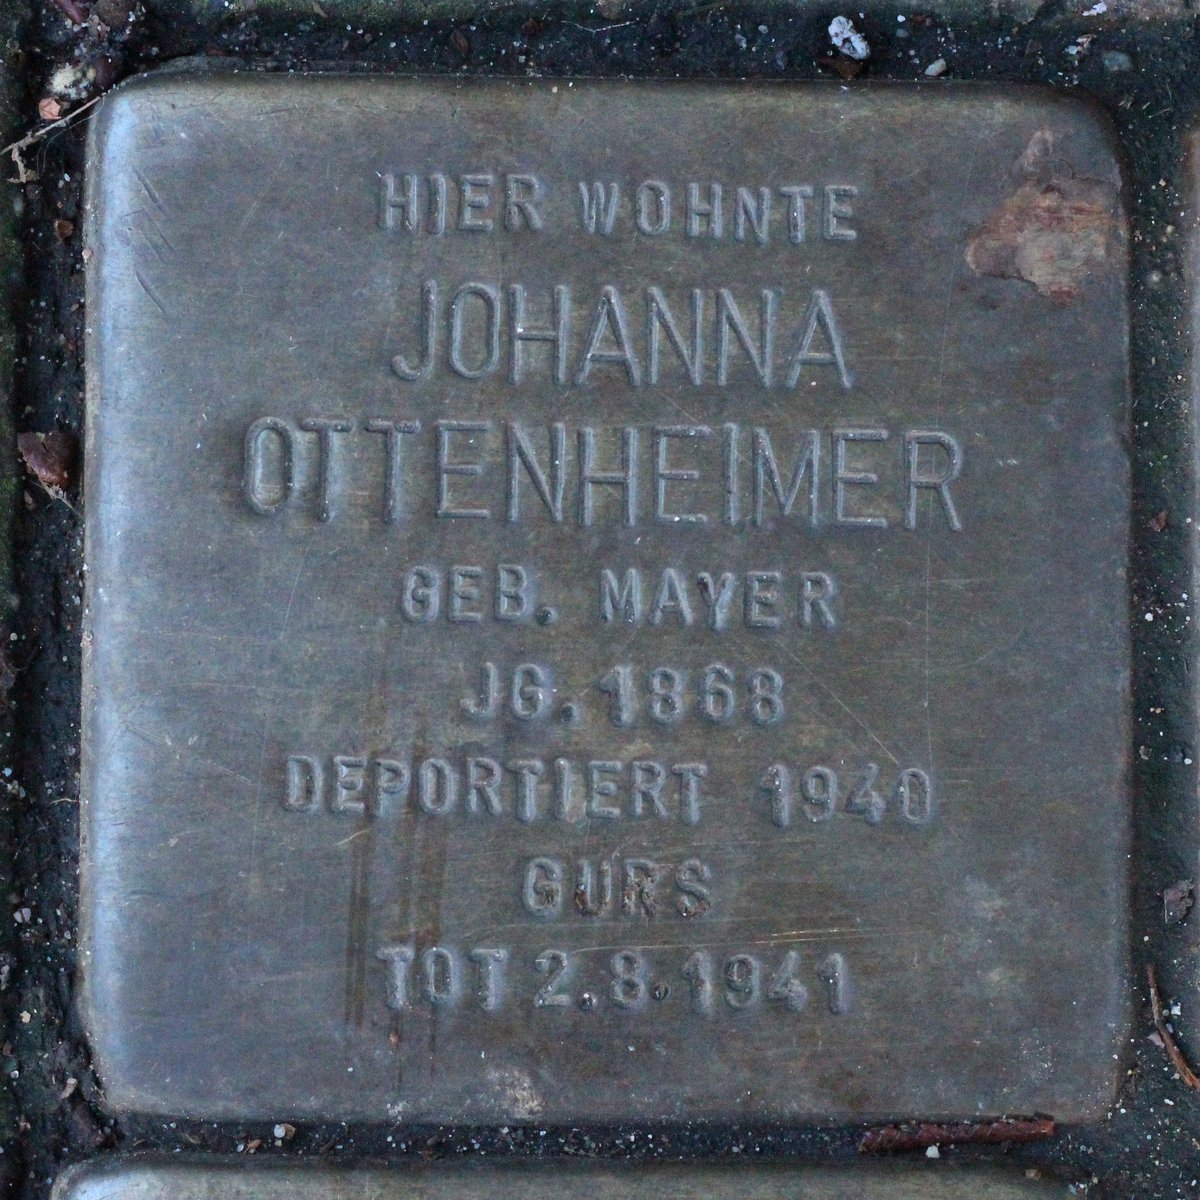 HIER WOHNTE
JOHANNA
OTTENHEIMER
GEB. MAYER
JG. 1868
DEPORTIERT 1940
GURS
TOT 2.8.1941